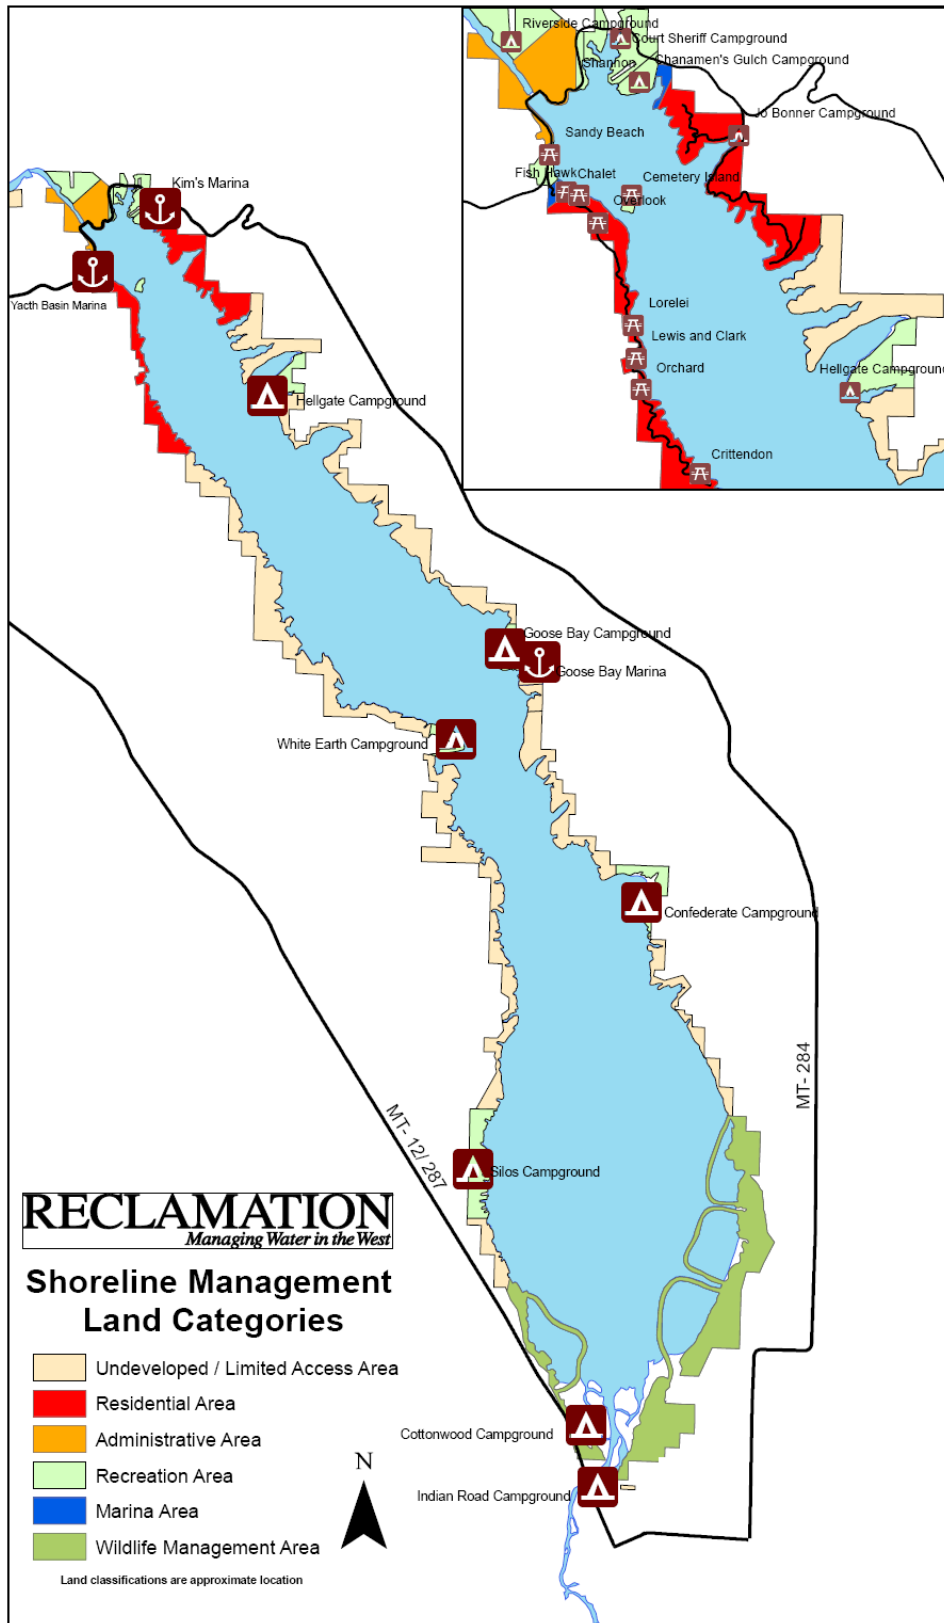 Riverside Campground
Court Sheriff Campground
Shannon
Chanamen's Gulch Campground
Jo Bonner Campground
Sandy Beach
Fish Hawk
Chalet
Cemetery Island
Overlook
Lorelei
Lewis and Clark
Orchard
Hellgate Campground
Crittendon
Kim's Marina
Yacth Basin Marina
Hellgate Campground
Goose Bay Campground
Goose Bay Marina
White Earth Campground
Confederate Campground
MT- 284
MT- 12/ 287
Silos Campground
Cottonwood Campground
Indian Road Campground
RECLAMATION
Managing Water in the West
Shoreline Management
Land Categories
Undeveloped / Limited Access Area
Residential Area
Administrative Area
Recreation Area
Marina Area
Wildlife Management Area
N
Land classifications are approximate location